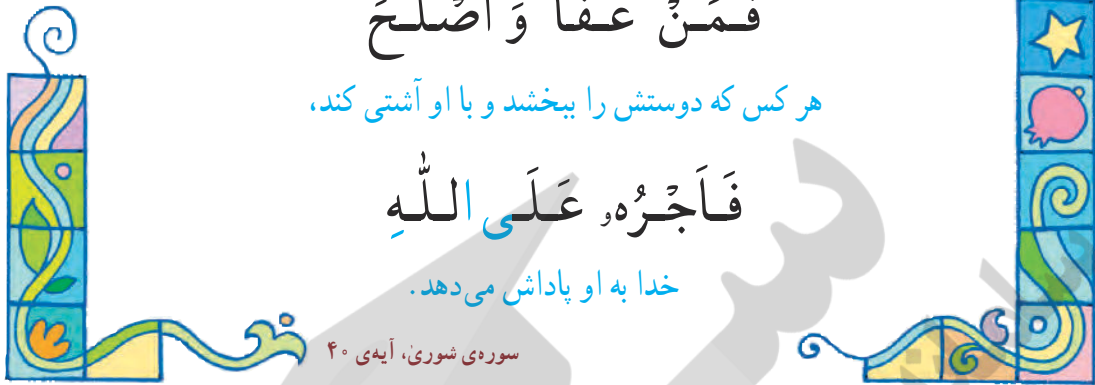 فَمَنْ عَفَا وَ اَصْلَحَ
هر کس که دوستش را ببخشد و با او آشتی کند،
فَاَجْرُهو عَلَی اللّٰهِ
خدا به او پاداش می‌دهد.
سوره‌ی شوریٰ، آیه‌ی ۴۰